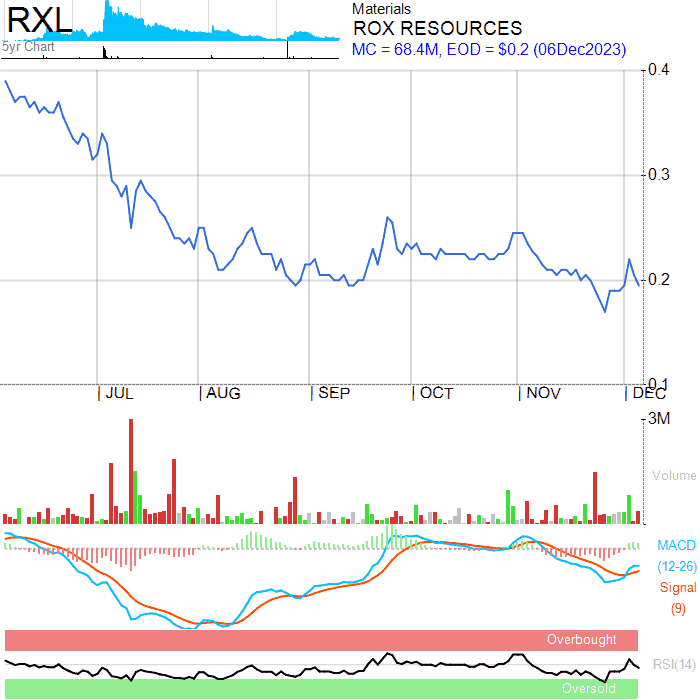 RXL
5yr Chart
Materials
ROX RESOURCES
MC = 68.4M, EOD = $0.2 (06Dec2023)
0.4
0.3
0.2
0.1
| JUL | AUG | SEP | OCT | NOV | DEC
3M
Volume
MACD
(12-26)
Signal
(9)
Overbought
RSI(14)
Oversold